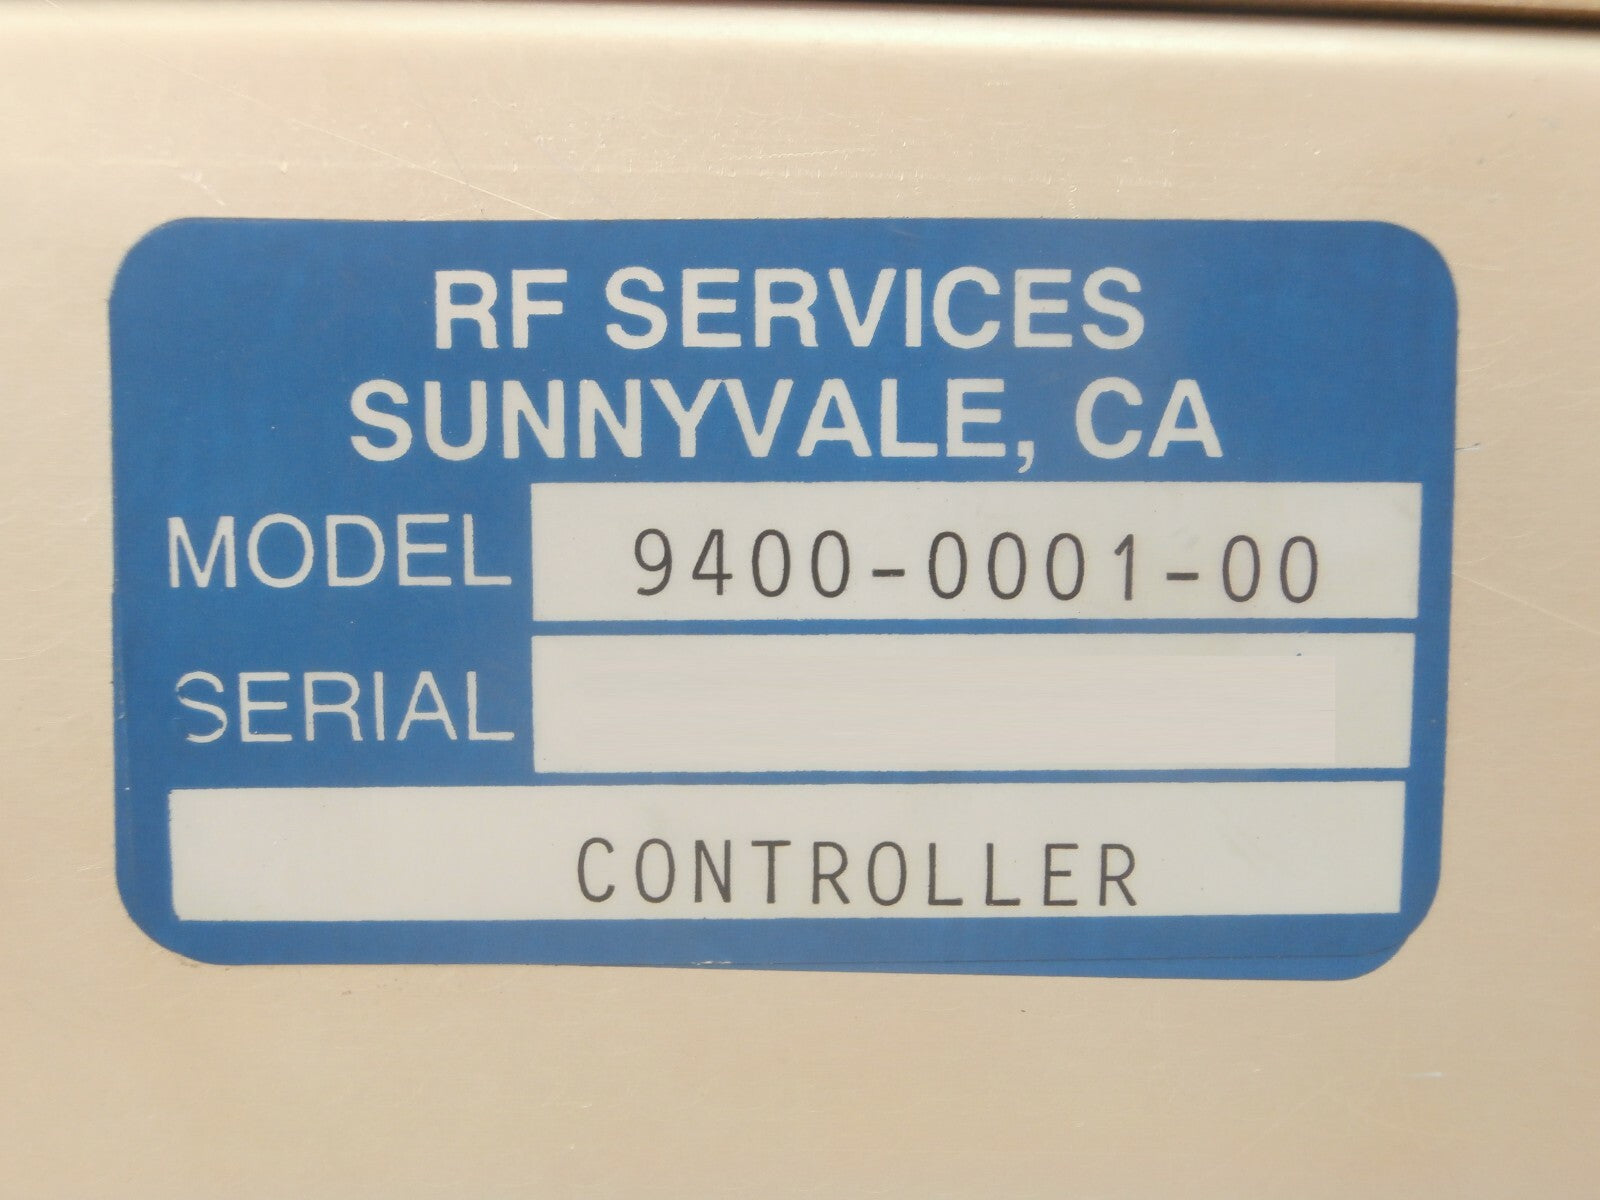 RF SERVICES
SUNNYVALE, CA
MODEL 9400-0001-00
SERIAL
CONTROLLER